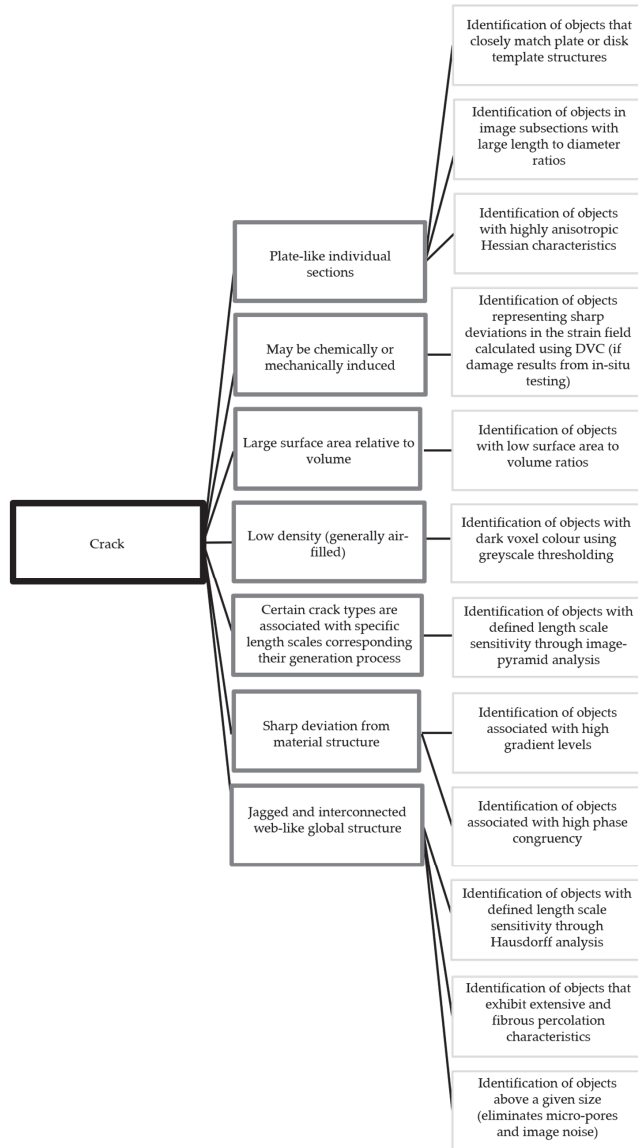 Crack
Plate-like individual
sections
May be chemically or
mechanically induced
Large surface area relative to
volume
Low density (generally air-
filled)
Certain crack types are
associated with specific
length scales corresponding
their generation process
Sharp deviation from
material structure
Jagged and interconnected
web-like global structure
Identification of objects that
closely match plate or disk
template structures
Identification of objects in
image subsections with
large length to diameter
ratios
Identification of objects
with highly anisotropic
Hessian characteristics
Identification of objects
representing sharp
deviations in the strain field
calculated using DVC (if
damage results from in-situ
testing)
Identification of objects
with low surface area to
volume ratios
Identification of objects with
dark voxel colour using
greyscale thresholding
Identification of objects with
defined length scale
sensitivity through image-
pyramid analysis
Identification of objects
associated with high
gradient levels
Identification of objects
associated with high phase
congruency
Identification of objects with
defined length scale
sensitivity through
Hausdorff analysis
Identification of objects that
exhibit extensive and
fibrous percolation
characteristics
Identification of objects
above a given size
(eliminates micro-pores
and image noise)